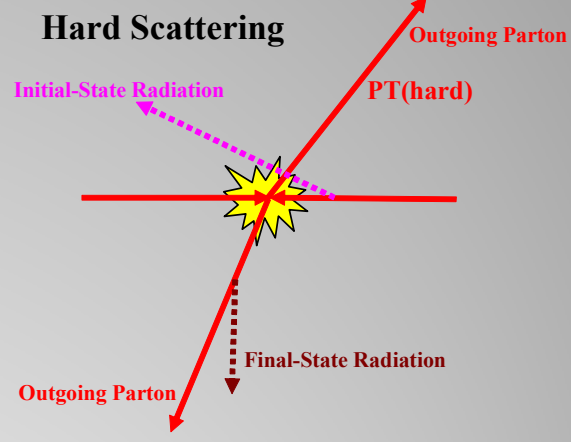 Hard Scattering
Outgoing Parton
Initial-State Radiation
PT(hard)
Final-State Radiation
Outgoing Parton